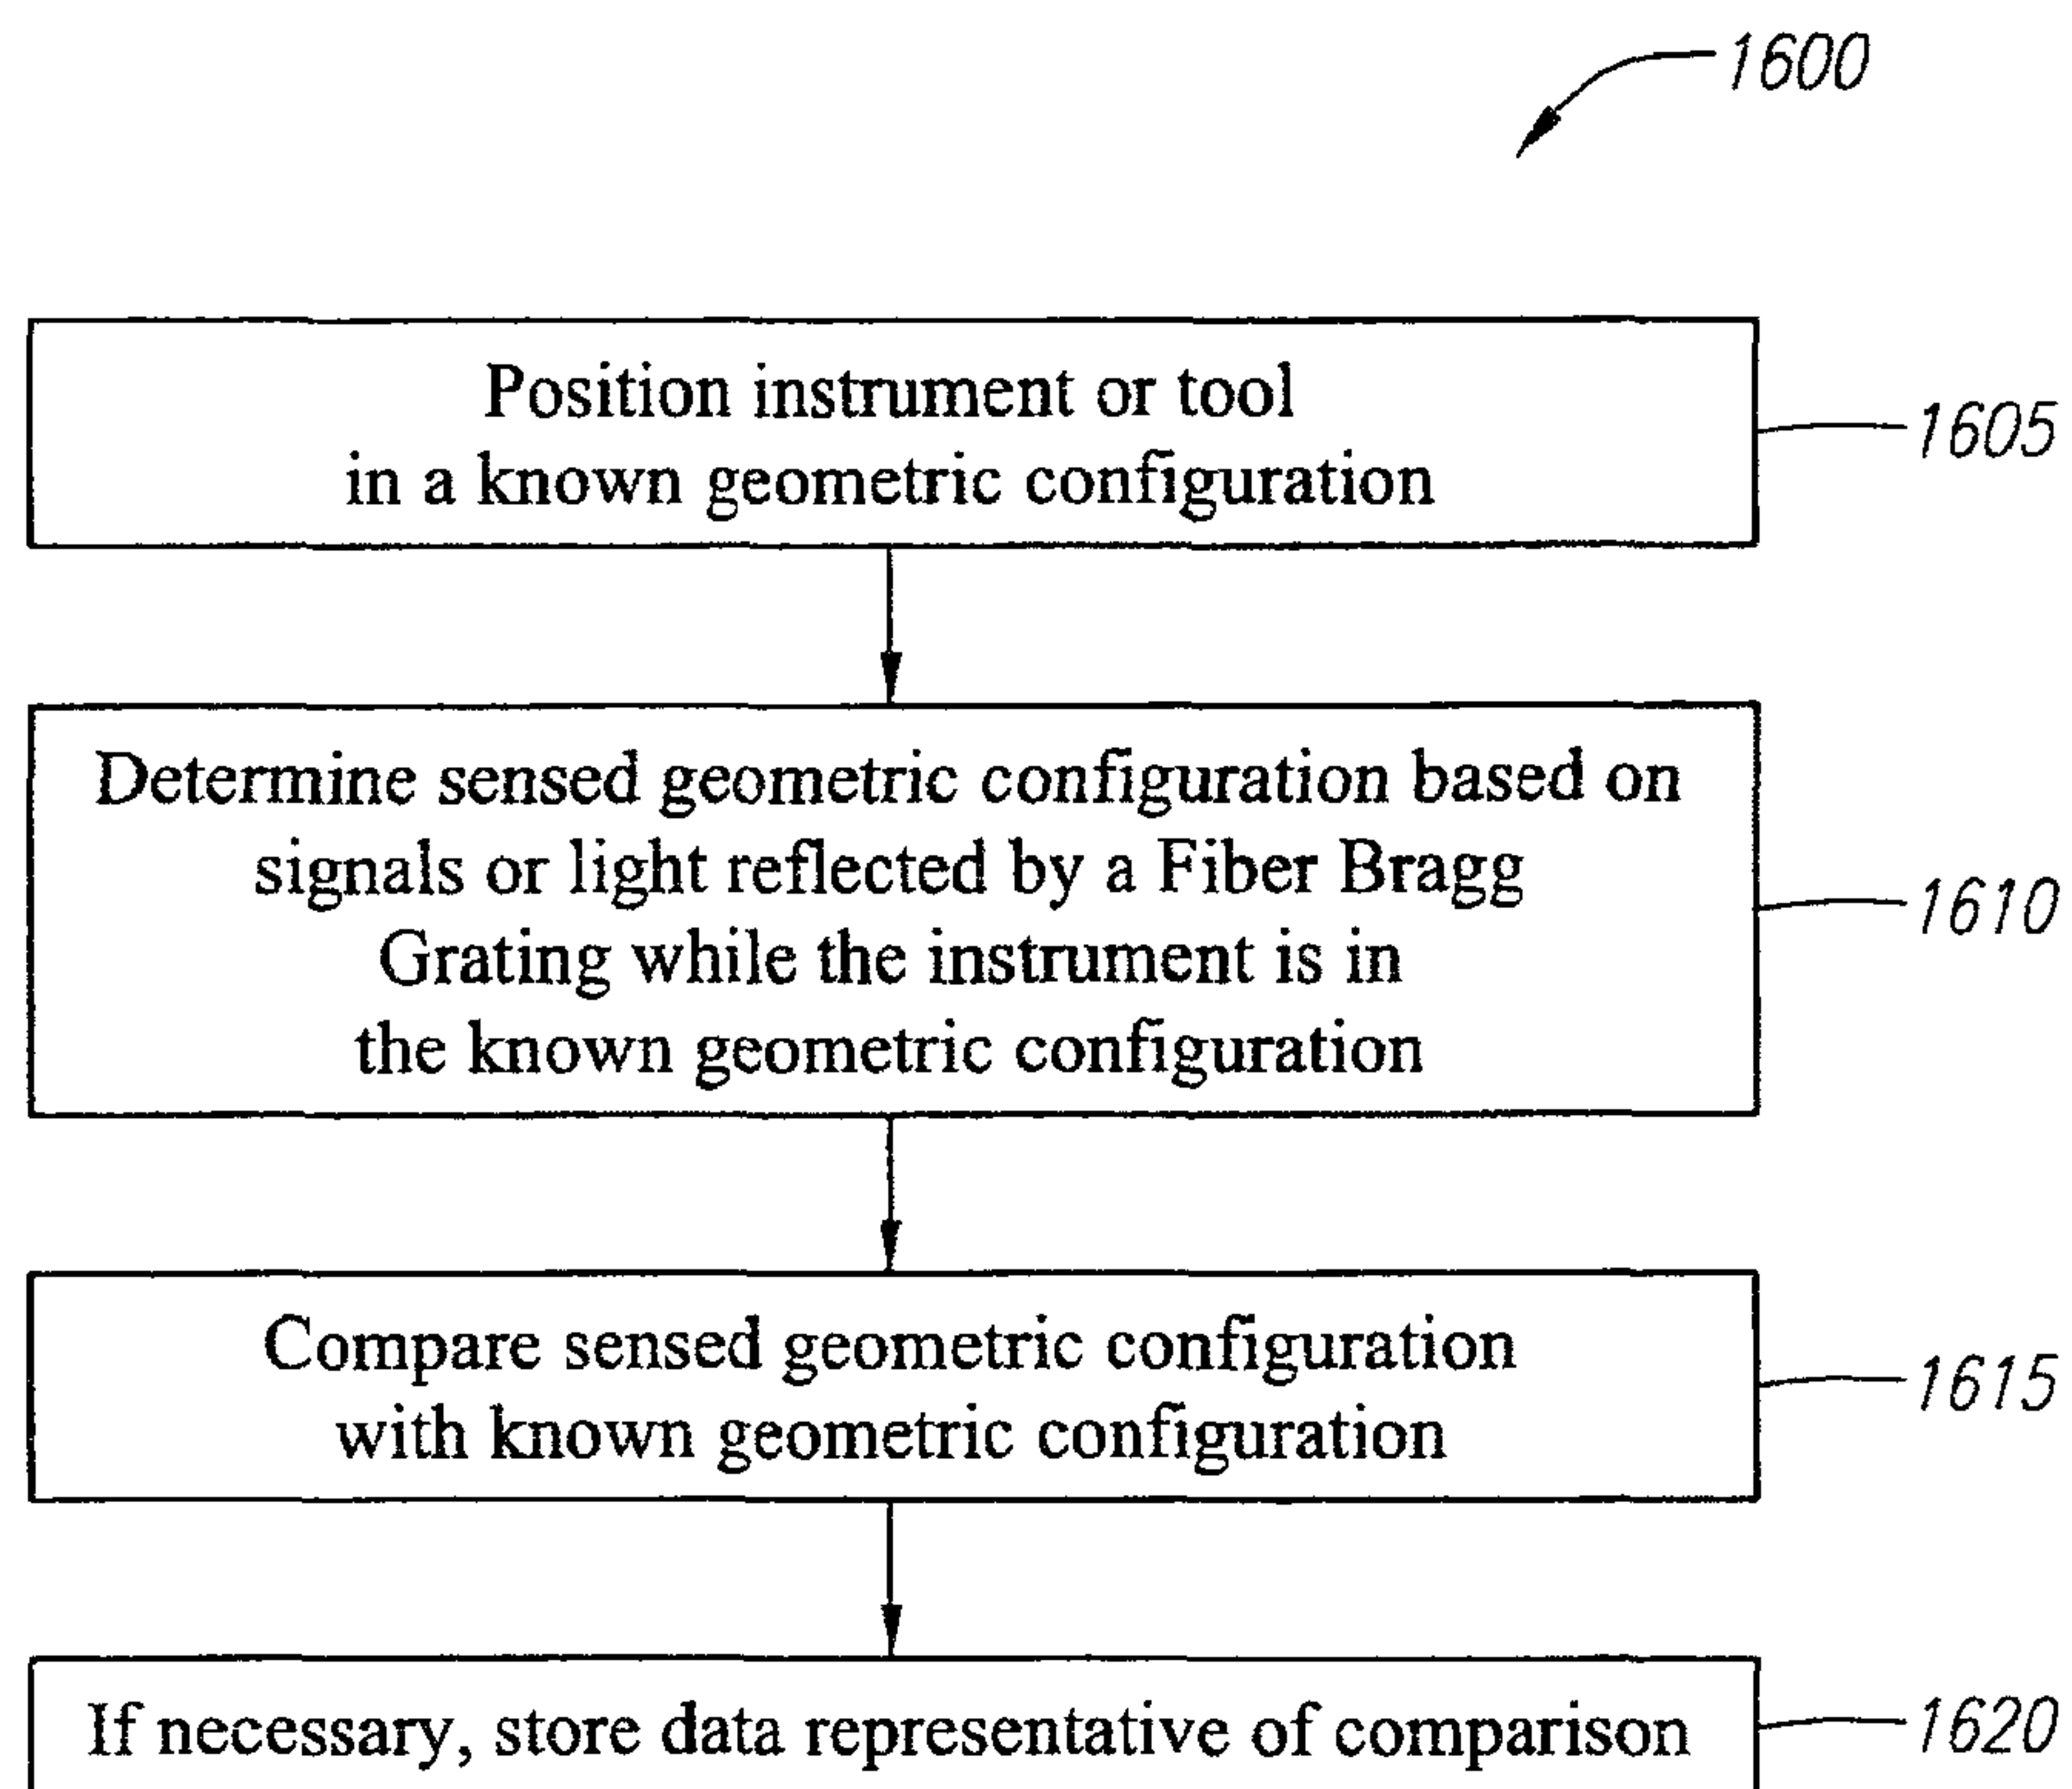 1600
Position instrument or tool
in a known geometric configuration
1605
Determine sensed geometric configuration based on
signals or light reflected by a Fiber Bragg
Grating while the instrument is in
the known geometric configuration
1610
Compare sensed geometric configuration
with known geometric configuration
1615
If necessary, store data representative of comparison
1620